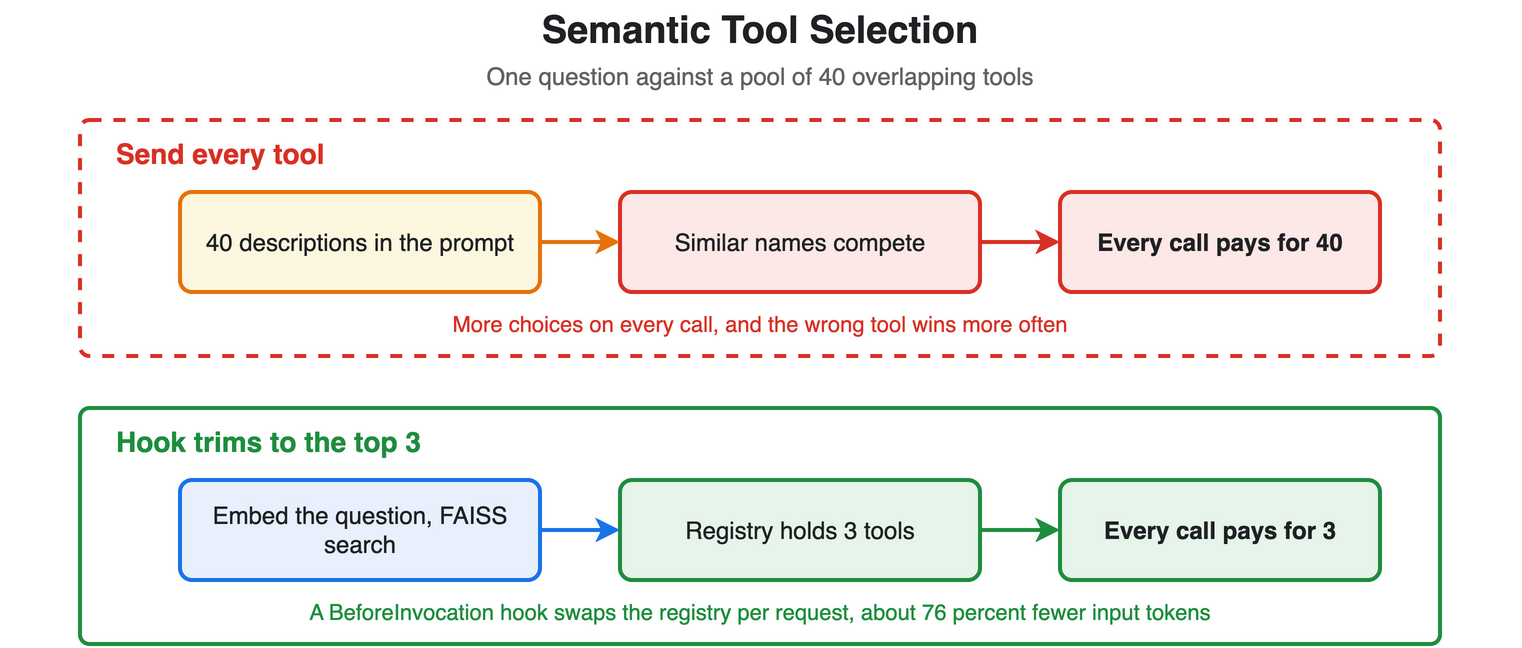 Semantic Tool Selection
One question against a pool of 40 overlapping tools
Send every tool
40 descriptions in the prompt
Similar names compete
Every call pays for 40
More choices on every call, and the wrong tool wins more often
Hook trims to the top 3
Embed the question, FAISS
search
Registry holds 3 tools
Every call pays for 3
A BeforeInvocation hook swaps the registry per request, about 76 percent fewer input tokens